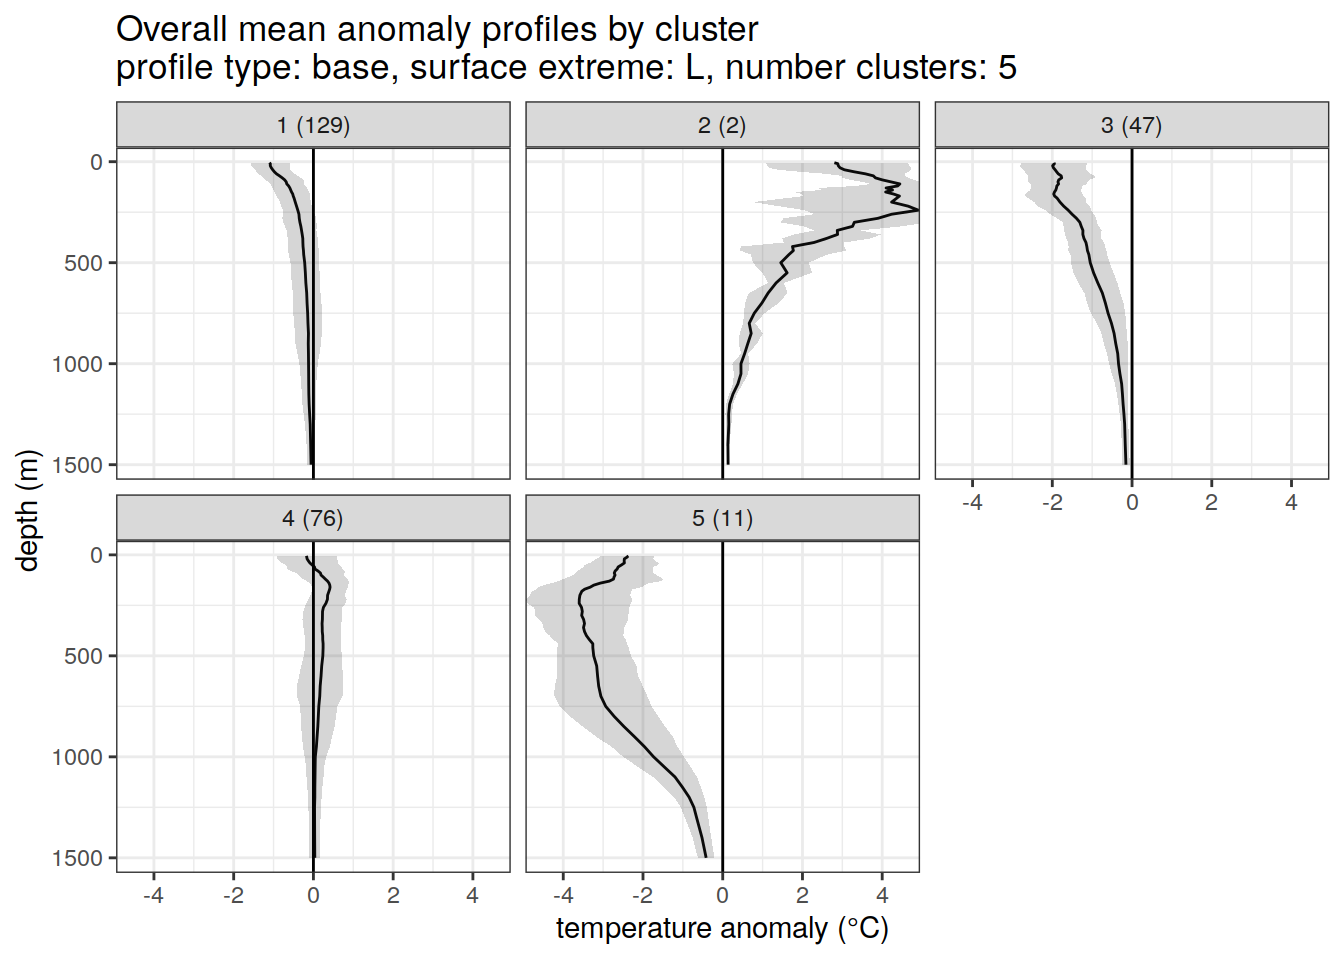 Overall mean anomaly profiles by cluster
profile type: base, surface extreme: L, number clusters: 5
1 (129)
2 (2)
3 (47)
0
500
1000
1500
-4 -2 0 2 4
4 (76)
5 (11)
0
500
1000
1500
-4 -2 0 2 4
-4 -2 0 2 4
depth (m)
temperature anomaly (°C)